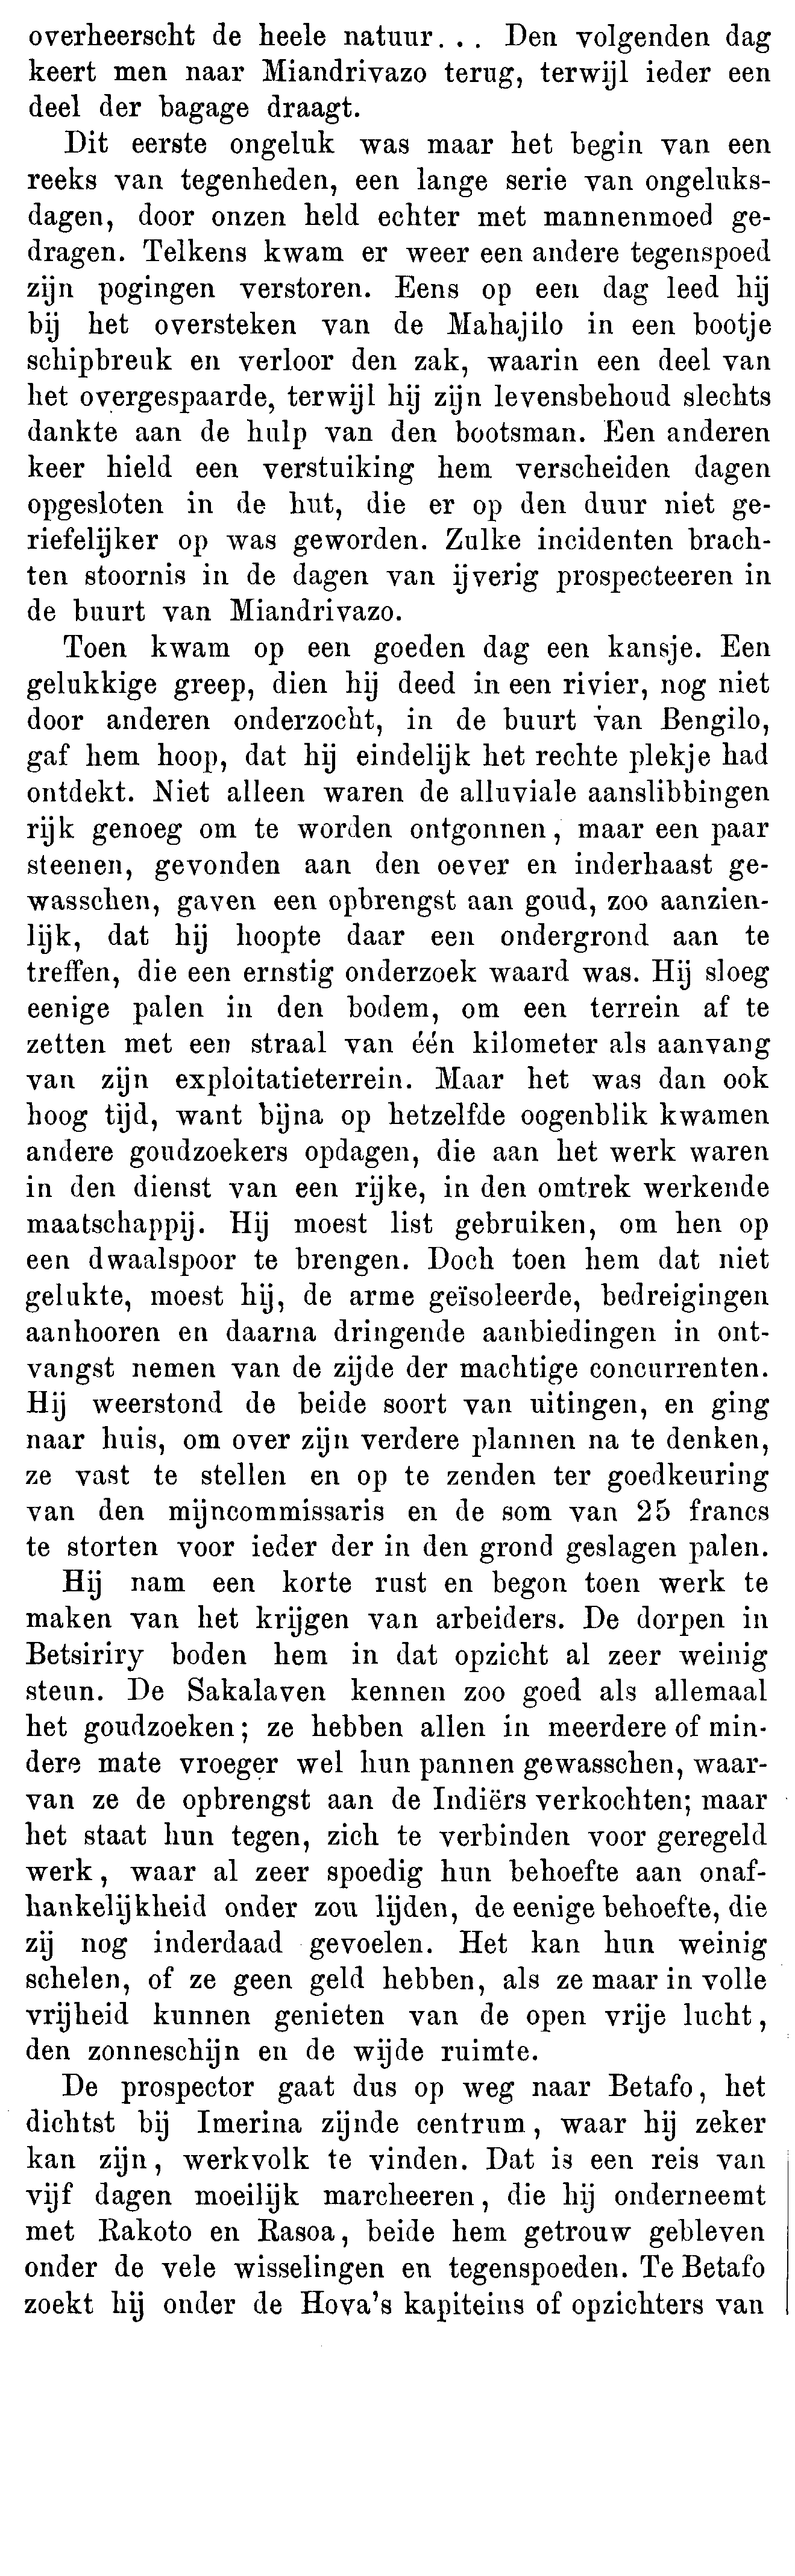 overheerscht de heele natuur. . . Den volgenden dag
keert men naar Miandrivazo terug, terwijl ieder een
deel der bagage draagt.
Dit eerste ongeluk was maar het begin van een
reeks van tegenheden, een lange serie van ongeluks-
dagen, door onzen held echter met mannenmoed ge-
dragen. Telkens kwam er weer een andere tegenspoed
zijn pogingen verstoren. Eens op een dag leed hij
bij het oversteken van de Mahajilo in een bootje
schipbreuk en verloor den zak, waarin een deel van
het overgespaarde, terwijl hij zijn levensbehoud slechts
dankte aan de hulp van den bootsman. Een anderen
keer hield een verstuiking hem verscheiden dagen
opgesloten in de hut, die er op den duur niet ge-
riefelijker op was geworden. Zulke incidenten brach-
ten stoornis in de dagen van ijverig prospecteeren in
de buurt van Miandrivazo.
Toen kwam op een goeden dag een kansje. Een
gelukkige greep, dien hij deed in een rivier, nog niet
door anderen onderzocht, in de buurt van Bengilo,
gaf hem hoop, dat hij eindelijk het rechte plekje had
ontdekt. Niet alleen waren de alluviale aanslibbingen
rijk genoeg om te worden ontgonnen, maar een paar
steenen, gevonden aan den oever en inderhaast ge-
wasschen, gaven een opbrengst aan goud, zoo aanzien-
lijk, dat hij hoopte daar een ondergrond aan te
treffen, die een ernstig onderzoek waard was. Hij sloeg
eenige palen in den bodem, om een terrein af te
zetten met een straal van één kilometer als aanvang
van zijn exploitatieterrein. Maar het was dan ook
hoog tijd, want bijna op hetzelfde oogenblik kwamen
andere goudzoekers opdagen, die aan het werk waren
in den dienst van een rijke, in den omtrek werkende
maatschappij. Hij moest list gebruiken, om hen op
een dwaalspoor te brengen. Doch toen hem dat niet
gelukte, moest hij, de arme geïsoleerde, bedreigingen
aanhooren en daarna dringende aanbiedingen in ont-
vangst nemen van de zijde der machtige concurrenten.
Hij weerstond de beide soort van uitingen, en ging
naar huis, om over zijn verdere plannen na te denken,
ze vast te stellen en op te zenden ter goedkeuring
van den mijncommissaris en de som van 25 francs
te storten voor ieder der in den grond geslagen palen.
Hij nam een korte rust en begon toen werk te
maken van het krijgen van arbeiders. De dorpen in
Betsiriry boden hem in dat opzicht al zeer weinig
steun. De Sakalaven kennen zoo goed als allemaal
het goudzoeken; ze hebben allen in meerdere of min-
dere mate vroeger wel hun pannen gewasschen, waar-
van ze de opbrengst aan de Indiërs verkochten; maar
het staat hun tegen, zich te verbinden voor geregeld
werk, waar al zeer spoedig hun behoefte aan onaf-
hankelijkheid onder zou lijden, de eenige behoefte, die
zij nog inderdaad gevoelen. Het kan hun weinig
schelen, of ze geen geld hebben, als ze maar in volle
vrijheid kunnen genieten van de open vrije lucht,
den zonneschijn en de wijde ruimte.
De prospector gaat dus op weg naar Betafo, het
dichtst bij Imerina zijnde centrum, waar hij zeker
kan zijn, werkvolk te vinden. Dat is een reis van
vijf dagen moeilijk marcheeren, die hij onderneemt
met Rakoto en Rasoa, beide hem getrouw gebleven
onder de vele wisselingen en tegenspoeden. Te Betafo
zoekt hij onder de Hova's kapiteins of opzichters van